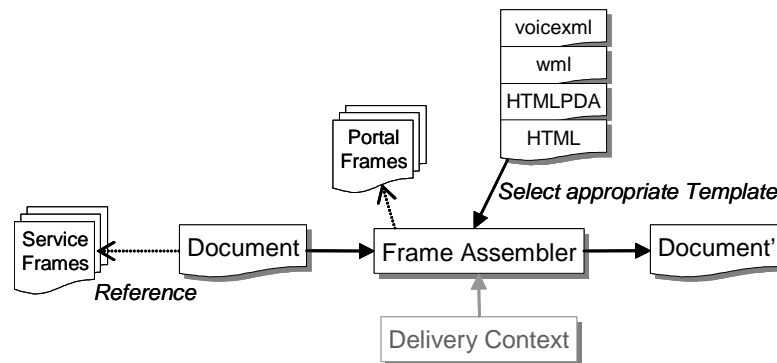 voicexml
wml
HTMLPDA
HTML
Portal
Frames
Select appropriate Template
Service
Frames
Document
Frame Assembler
Document'
Reference
Delivery Context